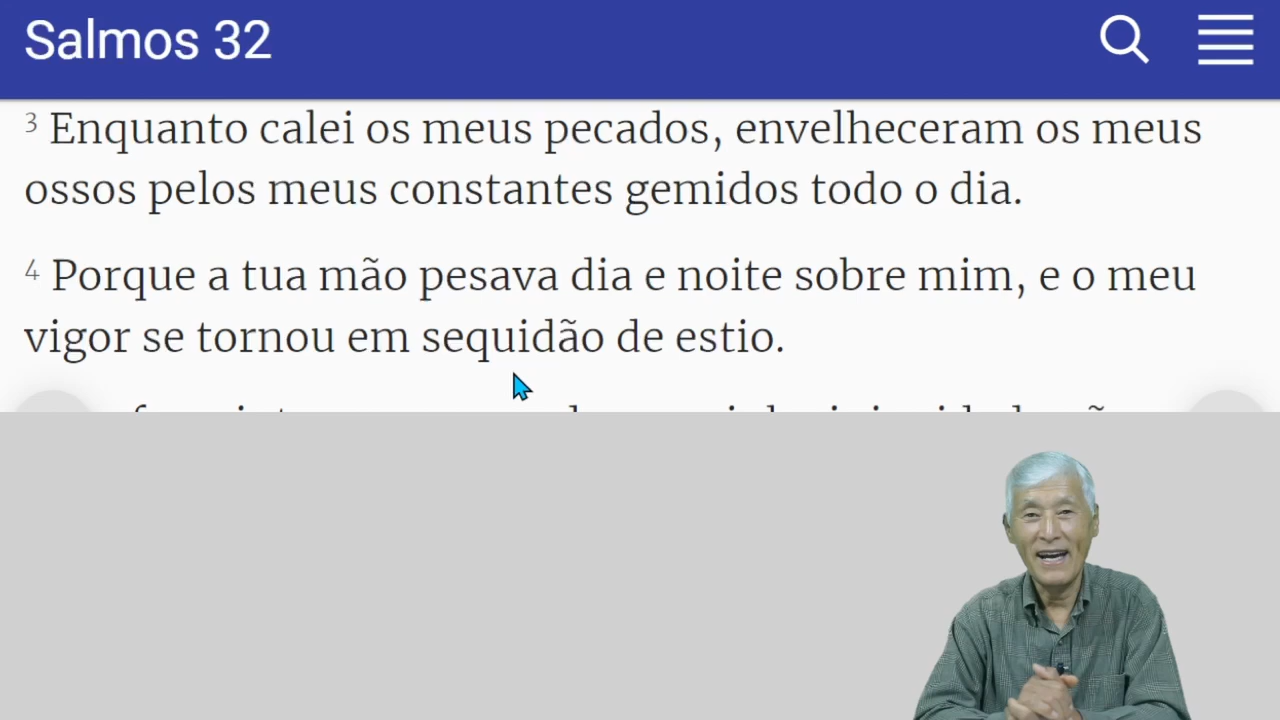 Salmos 32
3 Enquanto calei os meus pecados, envelheceram os meus
ossos pelos meus constantes gemidos todo o dia.
4 Porque a tua mão pesava dia e noite sobre mim, e o meu
vigor se tornou em sequidão de estio.